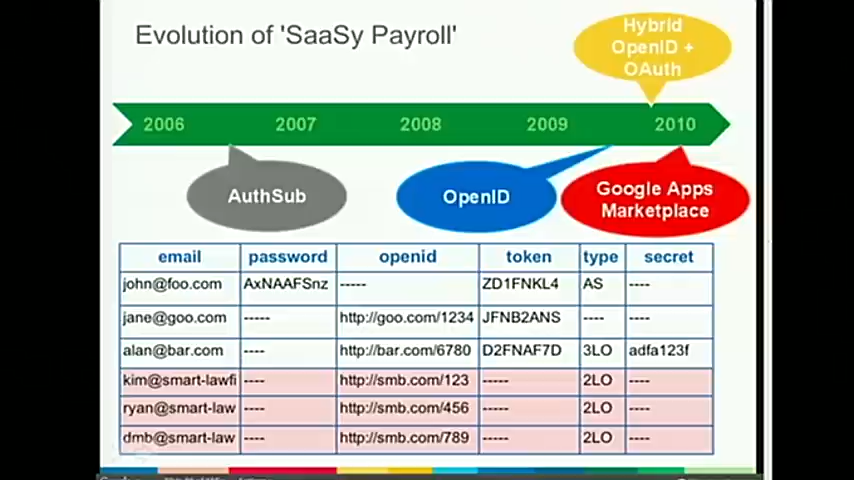 Evolution of 'SaaSy Payroll'
Hybrid
OpenID +
OAuth
2006 2007 2008 2009 2010
AuthSub
OpenID
Google Apps
Marketplace
email password openid token type secret
john@foo.com AxNAAFSnz ----- ZD1FNKL4 AS ----
jane@goo.com ----- http://goo.com/1234 JFNB2ANS ---- ----
alan@bar.com ---- http://bar.com/6780 D2FNAF7D 3LO adfa123f
kim@smart-lawfi ---- http://smb.com/123 ----- 2LO ----
ryan@smart-law ---- http://smb.com/456 ----- 2LO ----
dmb@smart-law ---- http://smb.com/789 ----- 2LO ----